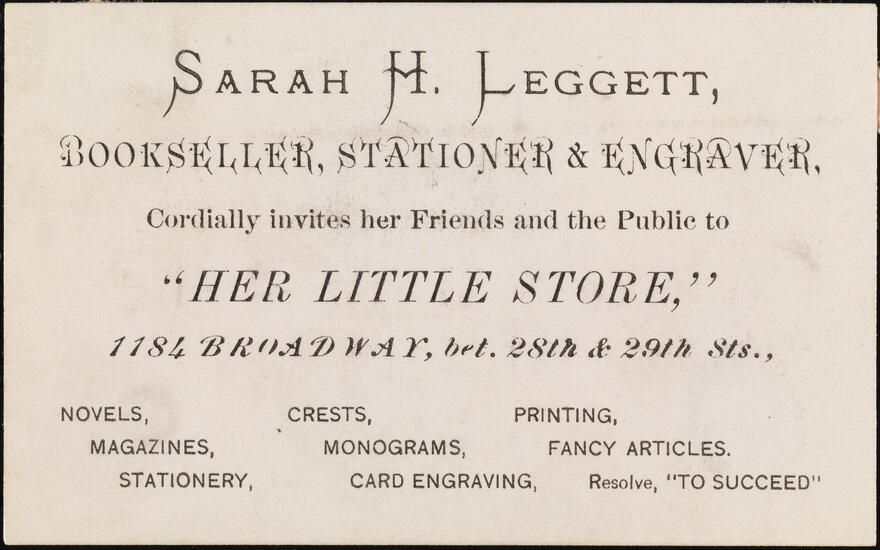 SARAH H. LEGGETT,
BOOKSELLER, STATIONER & ENGRAVER,
Cordially invites her Friends and the Public to
“HER LITTLE STORE,”
1184 BROADWAY, bet. 28th & 29th Sts.,
NOVELS, CRESTS, PRINTING,
MAGAZINES, MONOGRAMS, FANCY ARTICLES.
STATIONERY, CARD ENGRAVING, Resolve, "TO SUCCEED"